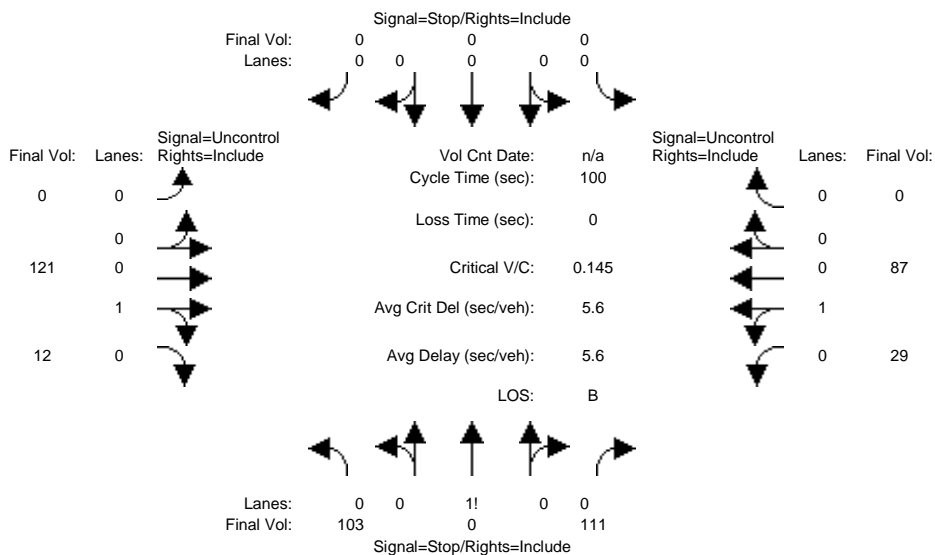 Signal=Stop/Rights=Include
Final Vol: 0 0 0
Lanes: 0 0 0 0 0
Signal=Uncontrol Signal=Uncontrol
Final Vol: Lanes: Rights=Include Vol Cnt Date: n/a Rights=Include Lanes: Final Vol:
Cycle Time (sec): 100
0 0 0 0
Loss Time (sec): 0
0 0
121 0 Critical V/C: 0.145 0 87
1 Avg Crit Del (sec/veh): 5.6 1
12 0 Avg Delay (sec/veh): 5.6 0 29
LOS: B
Lanes: 0 0 1! 0 0
Final Vol: 103 0 111
Signal=Stop/Rights=Include